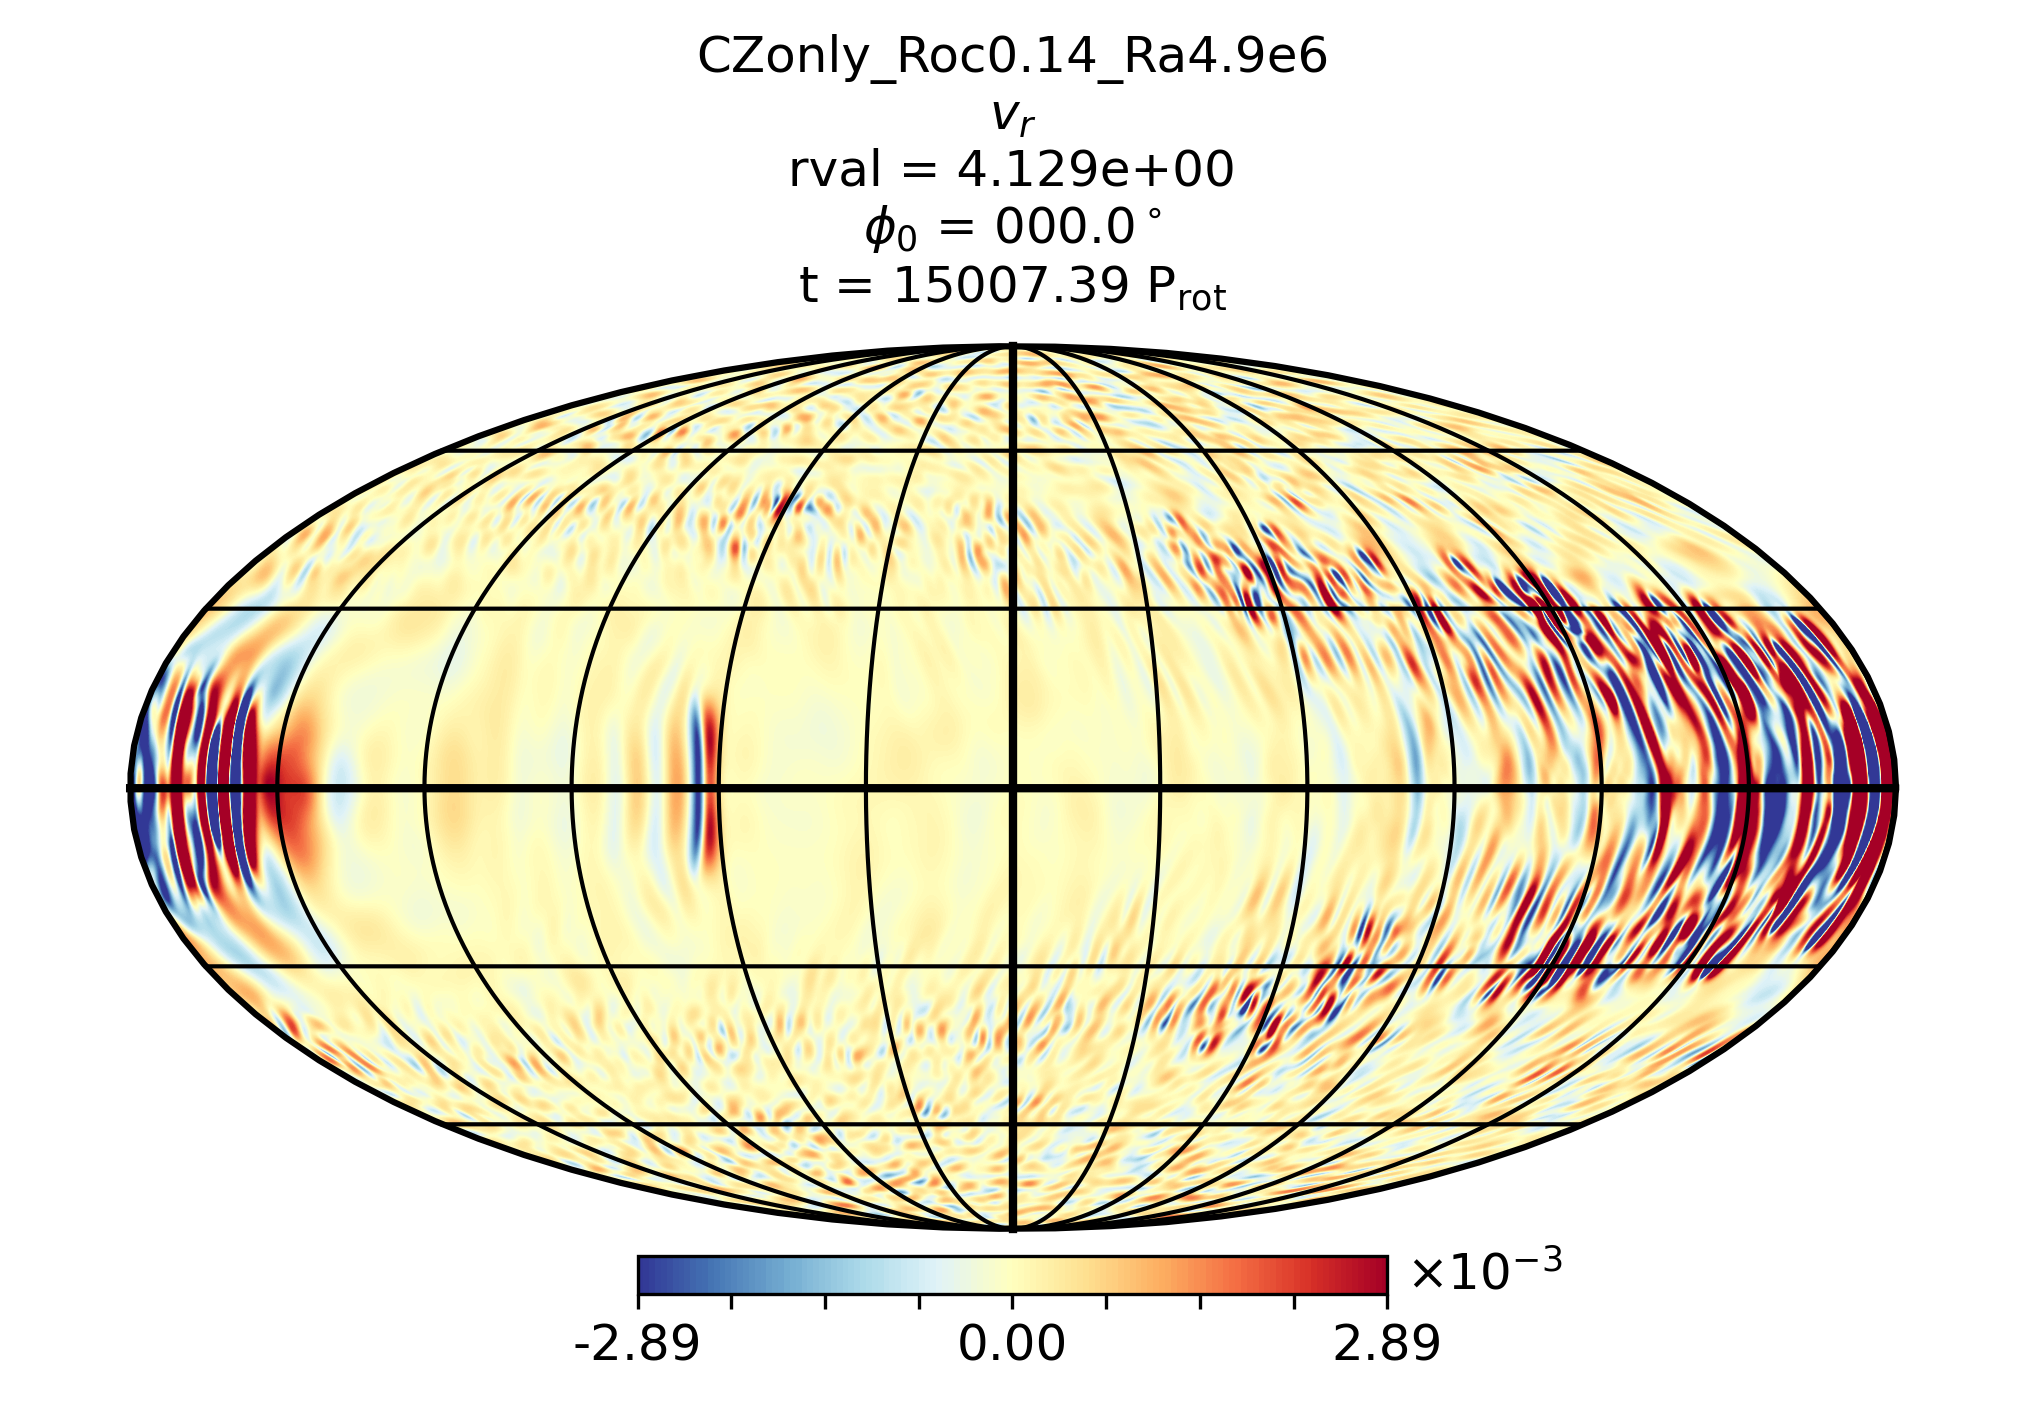 CZonly_Roc0.14_Ra4.9e6
v_r
rval = 4.129e+00
ϕ_0 = 000.0°
t = 15007.39 P_rot
×10⁻³
-2.89 0.00 2.89